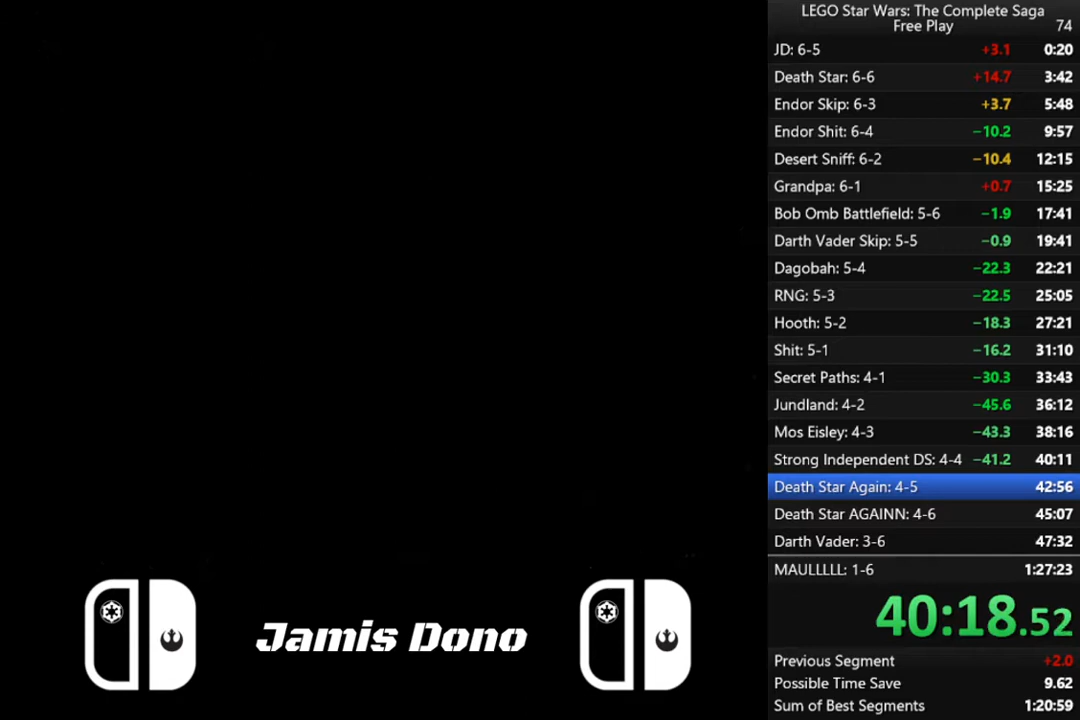 LEGO Star Wars: The Complete Saga
Free Play 74
JD: 6-5 +3.1 0:20
Death Star: 6-6 +14.7 3:42
Endor Skip: 6-3 +3.7 5:48
Endor Shit: 6-4 −10.2 9:57
Desert Sniff: 6-2 −10.4 12:15
Grandpa: 6-1 +0.7 15:25
Bob Omb Battlefield: 5-6 −1.9 17:41
Darth Vader Skip: 5-5 −0.9 19:41
Dagobah: 5-4 −22.3 22:21
RNG: 5-3 −22.5 25:05
Hooth: 5-2 −18.3 27:21
Shit: 5-1 −16.2 31:10
Secret Paths: 4-1 −30.3 33:43
Jundland: 4-2 −45.6 36:12
Mos Eisley: 4-3 −43.3 38:16
Strong Independent DS: 4-4 −41.2 40:11
Death Star Again: 4-5 42:56
Death Star AGAINN: 4-6 45:07
Darth Vader: 3-6 47:32
MAULLLLL: 1-6 1:27:23
40:18.52
Previous Segment +2.0
Possible Time Save 9.62
Sum of Best Segments 1:20:59
Jamis Dono